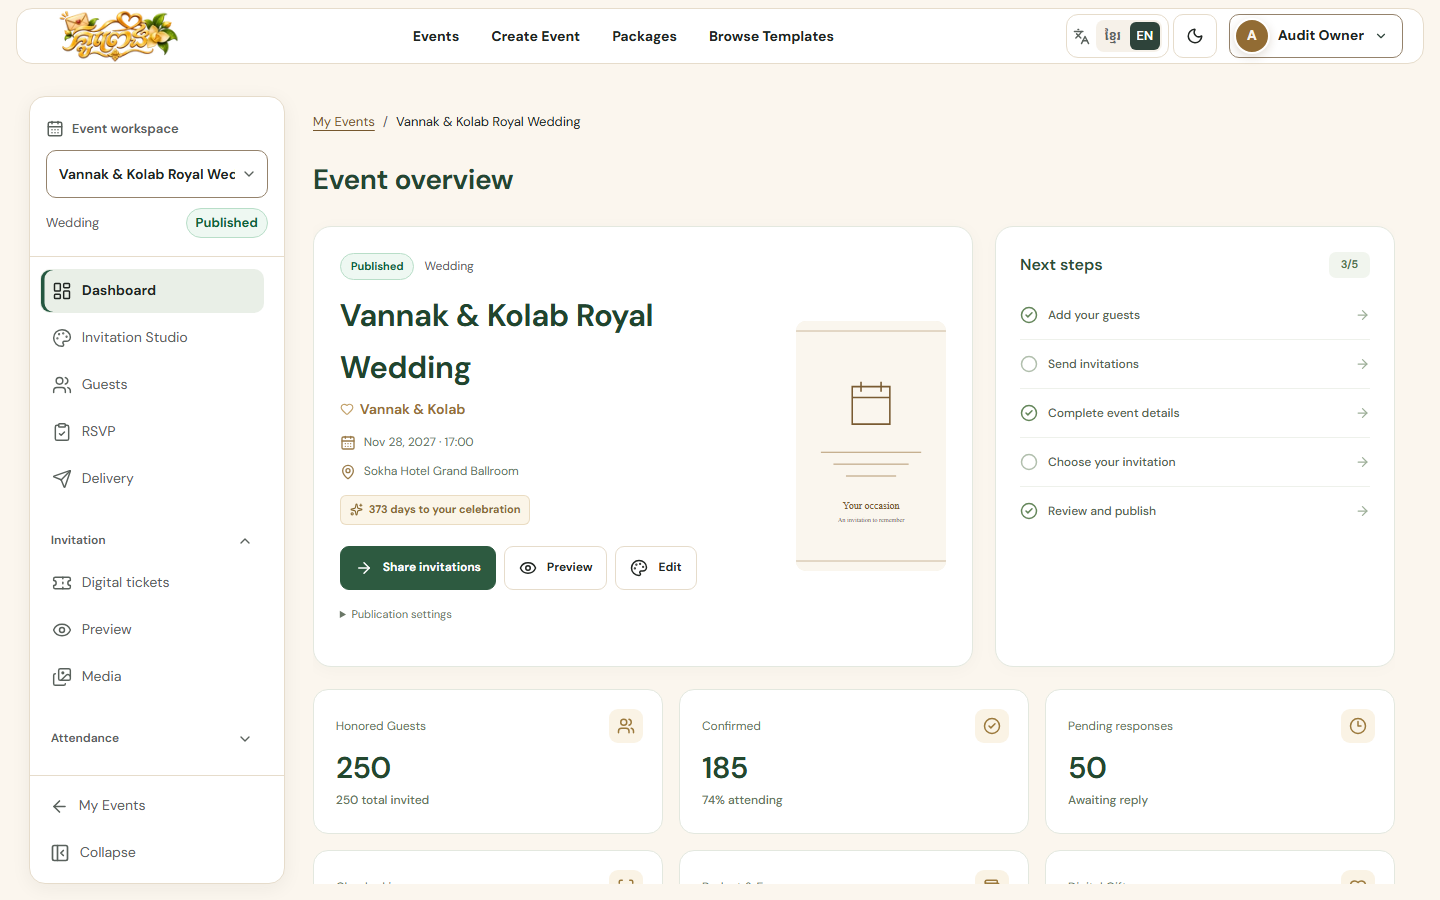 Events
Create Event
Packages
Browse Templates
ខ្មែរ
EN
A
Audit Owner
Event workspace
Vannak & Kolab Royal Wed
Wedding
Published
Dashboard
Invitation Studio
Guests
RSVP
Delivery
Invitation
Digital tickets
Preview
Media
Attendance
My Events
Collapse
My Events / Vannak & Kolab Royal Wedding
Event overview
Published
Wedding
Vannak & Kolab Royal
Wedding
Vannak & Kolab
Nov 28, 2027 · 17:00
Sokha Hotel Grand Ballroom
373 days to your celebration
Share invitations
Preview
Edit
Publication settings
Your occasion
An invitation to remember
Next steps
3/5
Add your guests
Send invitations
Complete event details
Choose your invitation
Review and publish
Honored Guests
250
250 total invited
Confirmed
185
74% attending
Pending responses
50
Awaiting reply